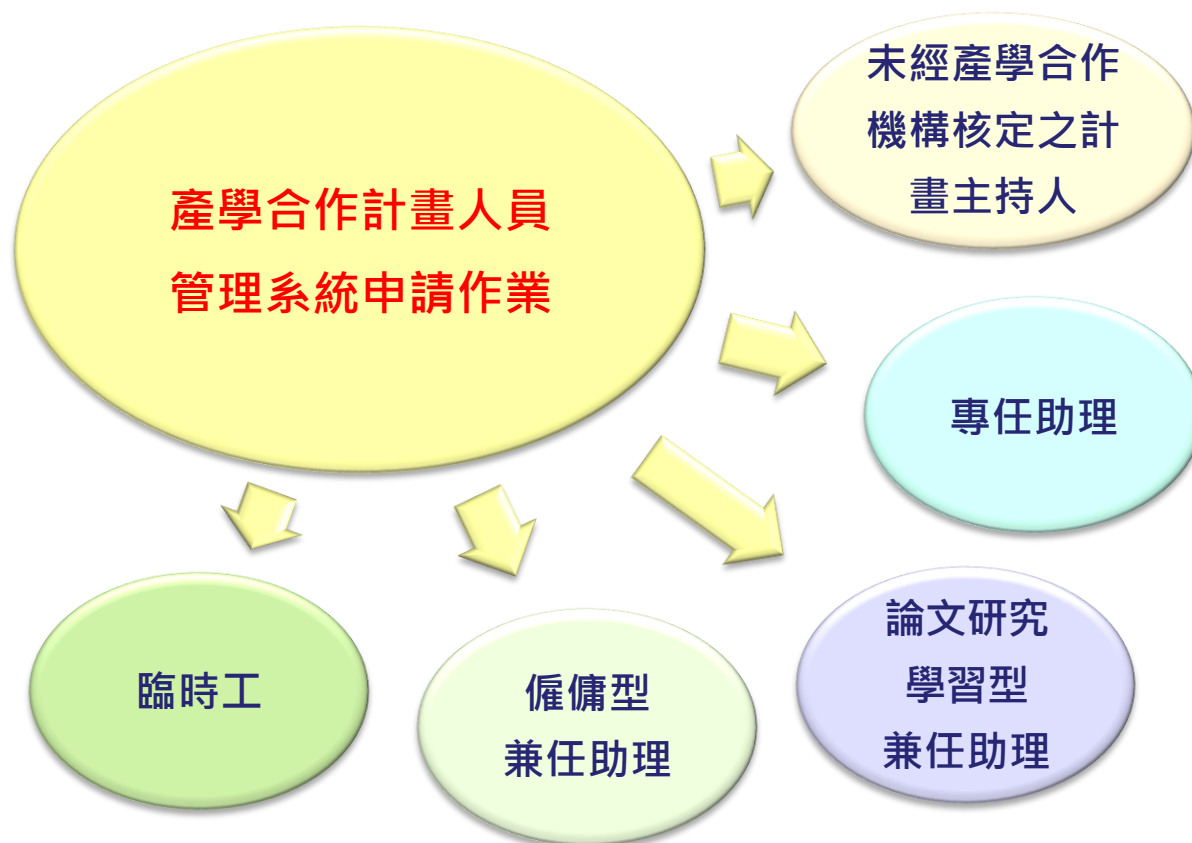 產學合作計畫人員
管理系統申請作業
未經產學合作
機構核定之計
畫主持人
專任助理
論文研究
學習型
兼任助理
僱傭型
兼任助理
臨時工